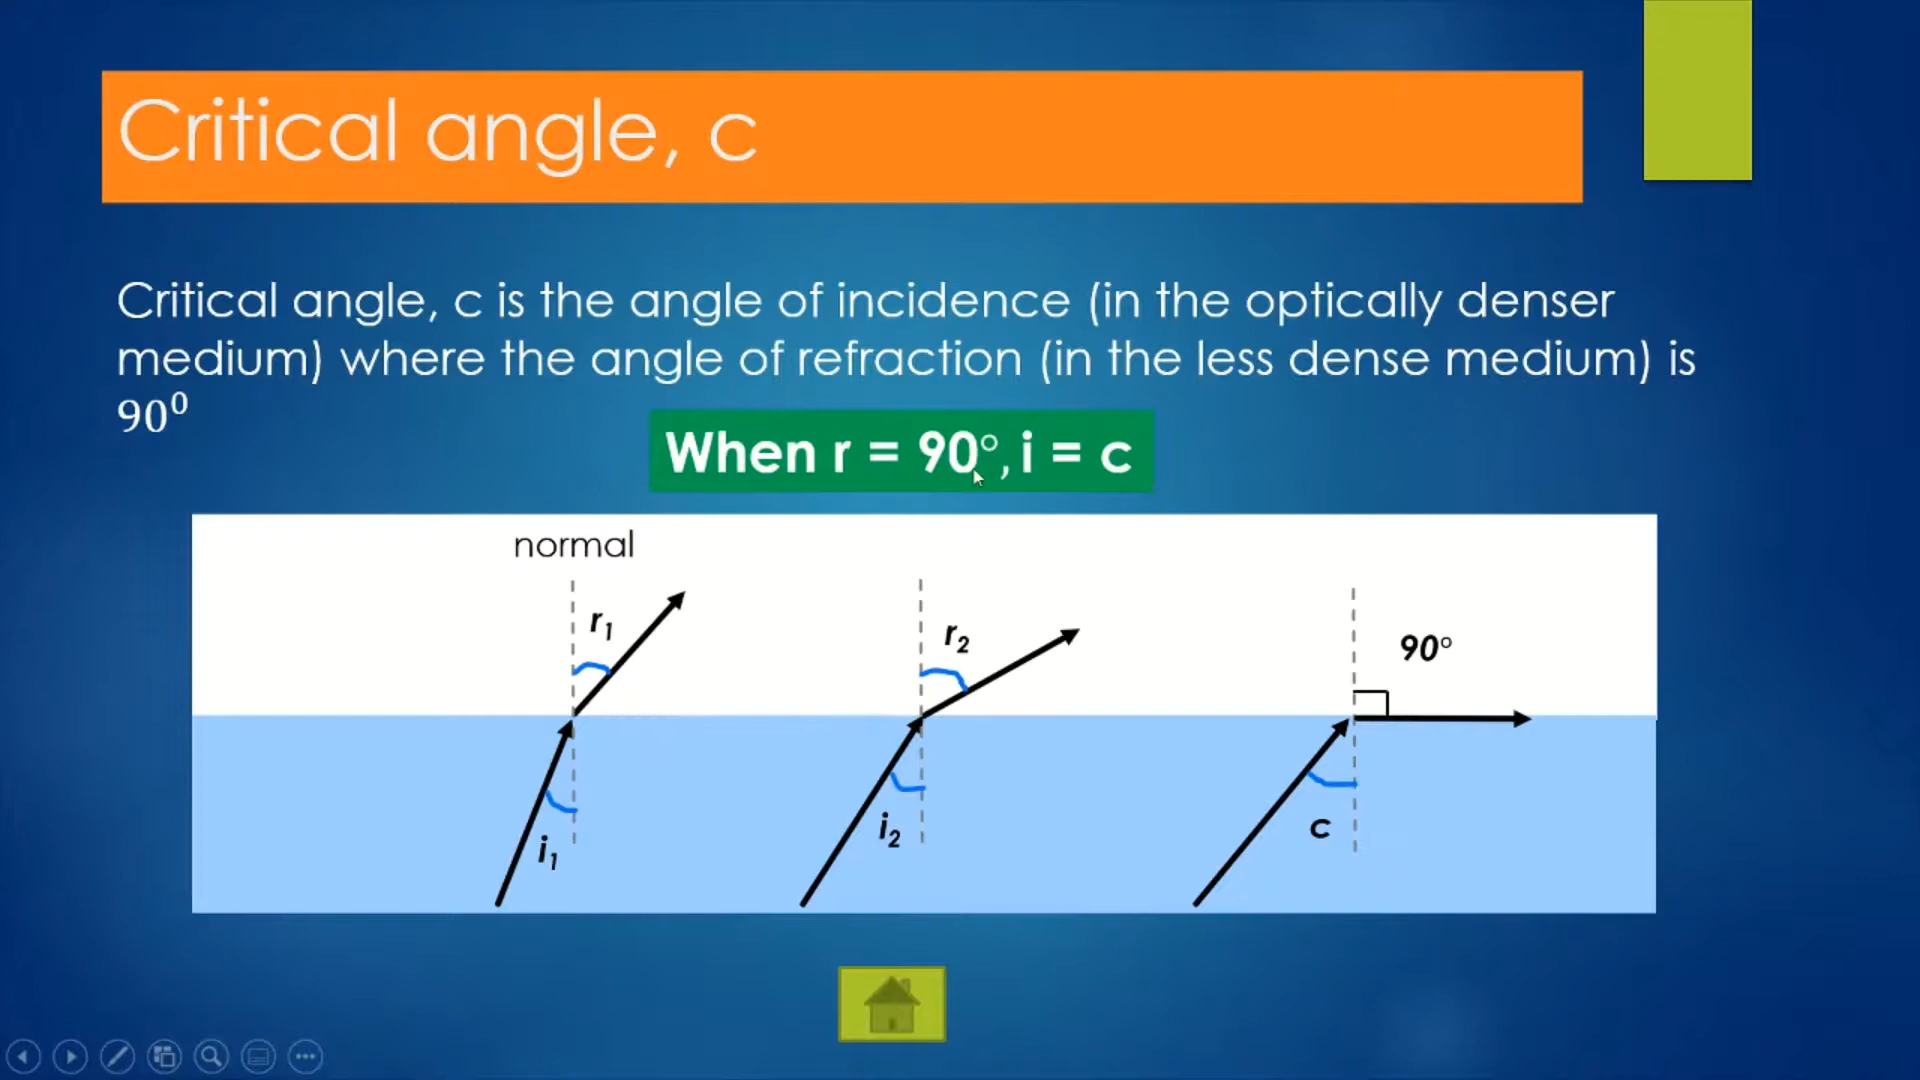 Critical angle, c
Critical angle, c is the angle of incidence (in the optically denser
medium) where the angle of refraction (in the less dense medium) is
90⁰
When r = 90°, i = c
normal
r₁
r₂
90°
i₁
i₂
c